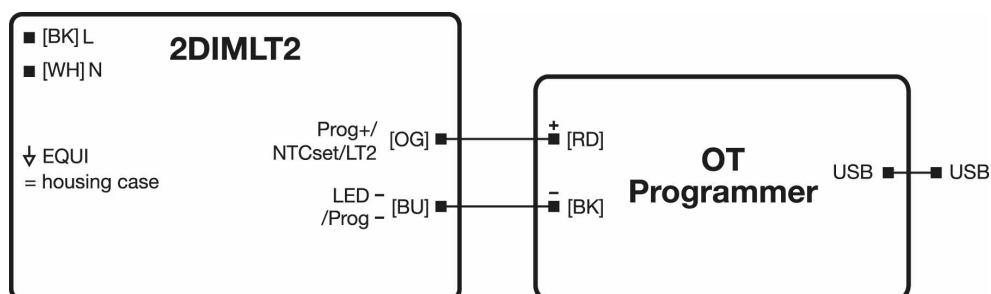 [BK] L
[WH] N
2DIMLT2
EQUI
= housing case
Prog+/
NTCset/LT2
[OG]
LED –
/Prog –
[BU]
+
[RD]
–
[BK]
OT
Programmer
USB
USB